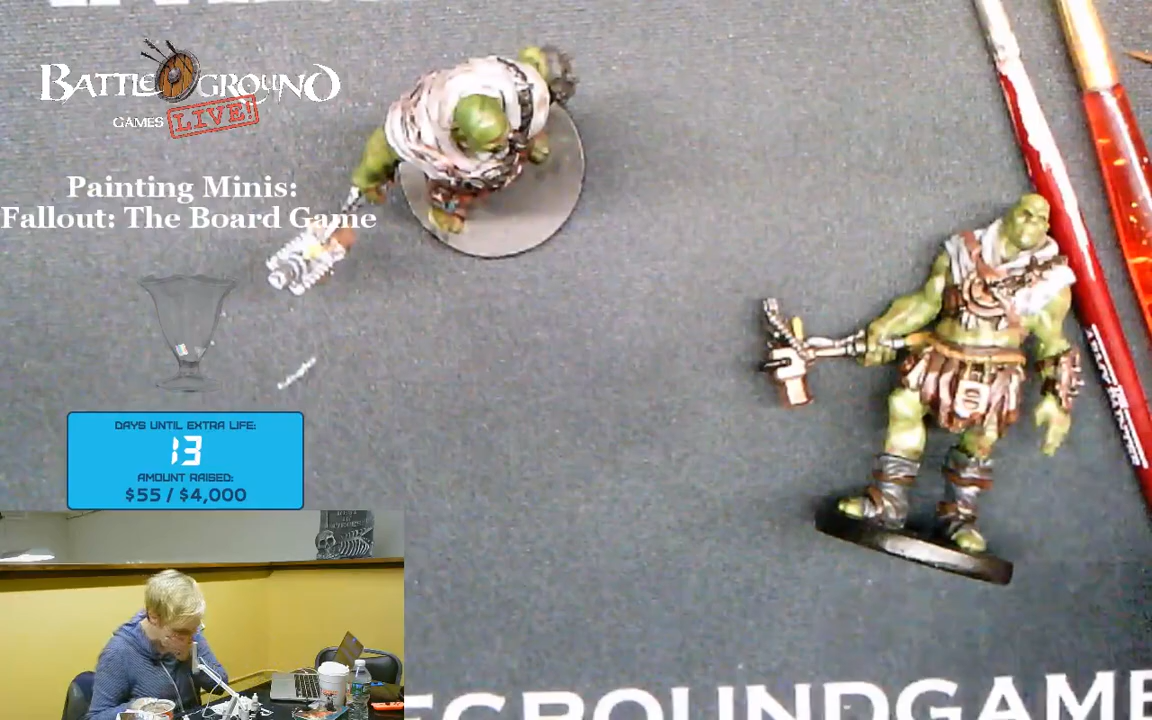 BATTLEGROUND
GAMES LIVE!
Painting Minis:
Fallout: The Board Game
DAYS UNTIL EXTRA LIFE:
13
AMOUNT RAISED:
$55 / $4,000
EGROUNDGAME